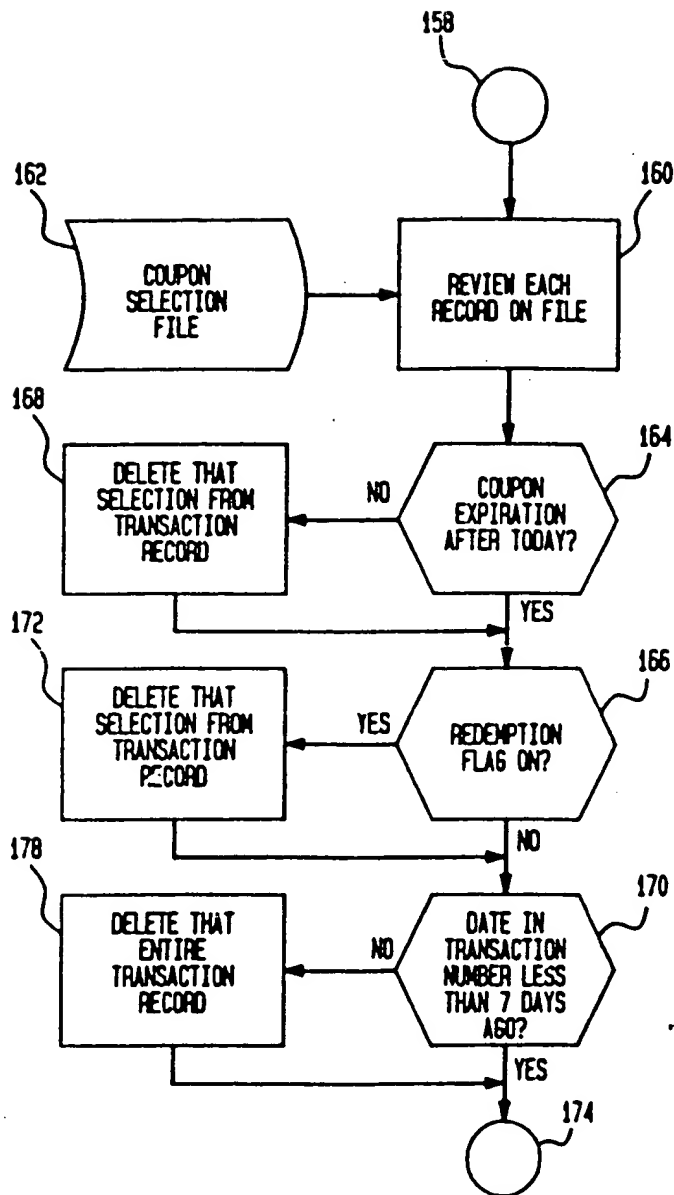 158
162
160
COUPON
SELECTION
FILE
REVIEW EACH
RECORD ON FILE
168
164
DELETE THAT
SELECTION FROM
TRANSACTION
RECORD
NO
COUPON
EXPIRATION
AFTER TODAY?
YES
172
166
DELETE THAT
SELECTION FROM
TRANSACTION
RECORD
YES
REDEMPTION
FLAG ON?
NO
178
170
DELETE THAT
ENTIRE
TRANSACTION
RECORD
NO
DATE IN
TRANSACTION
NUMBER LESS
THAN 7 DAYS
AGO?
YES
174